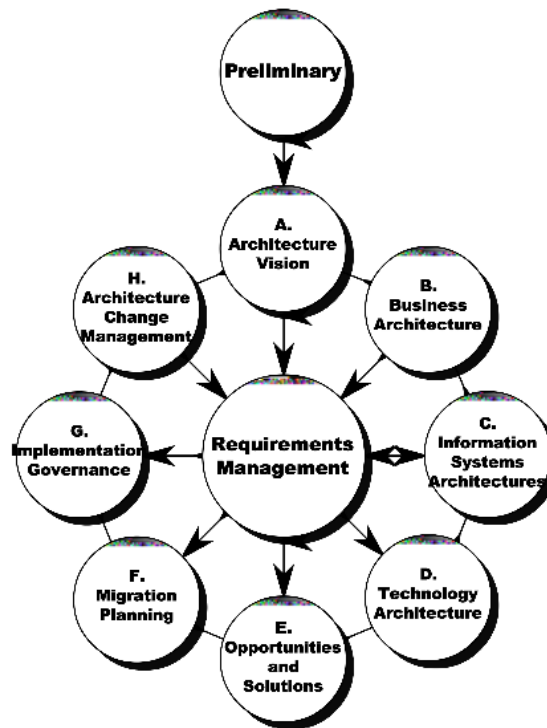 Preliminary
A.
Architecture
Vision
B.
Business
Architecture
C.
Information
Systems
Architectures
D.
Technology
Architecture
E.
Opportunities
and
Solutions
F.
Migration
Planning
G.
Implementation
Governance
H.
Architecture
Change
Management
Requirements
Management